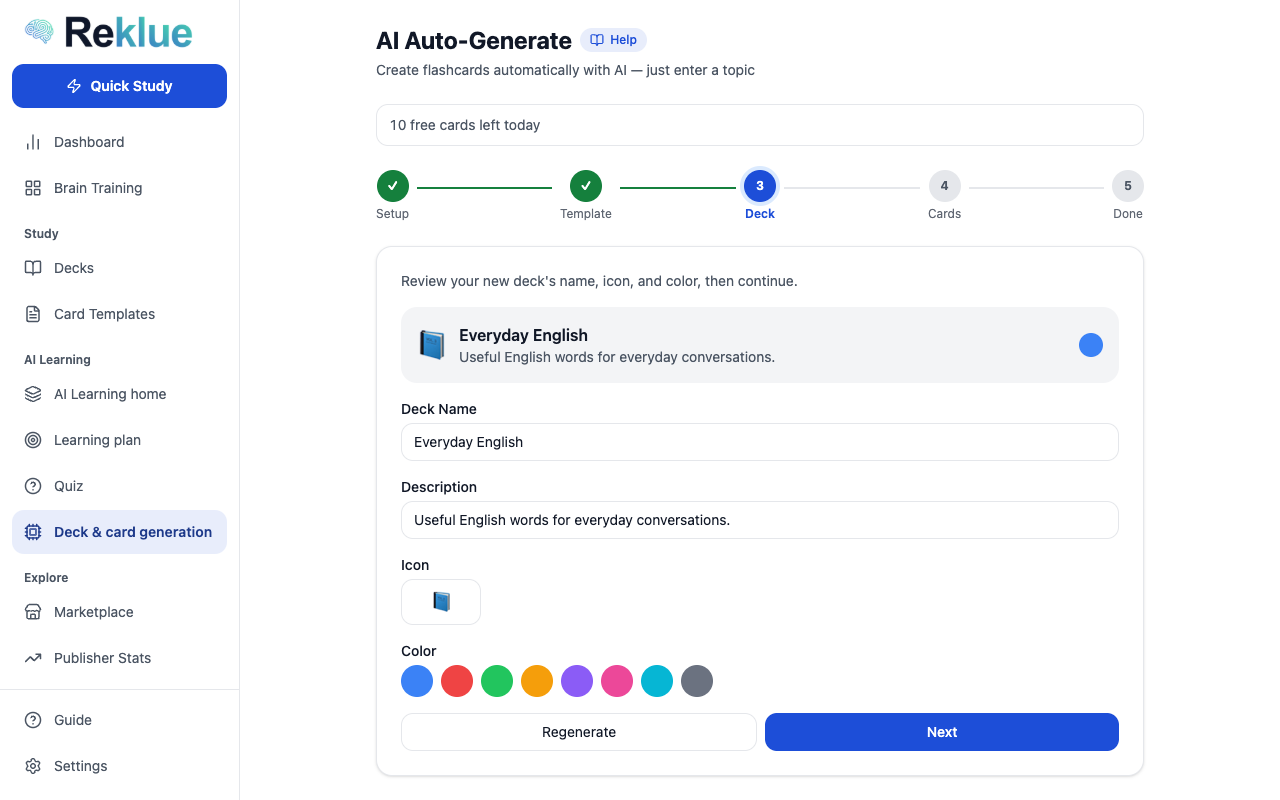 Reklue
Quick Study
Dashboard
Brain Training
Study
Decks
Card Templates
AI Learning
AI Learning home
Learning plan
Quiz
Deck & card generation
Explore
Marketplace
Publisher Stats
Guide
Settings
AI Auto-Generate
Help
Create flashcards automatically with AI — just enter a topic
10 free cards left today
Setup
Template
3
Deck
4
Cards
5
Done
Review your new deck's name, icon, and color, then continue.
Everyday English
Useful English words for everyday conversations.
Deck Name
Everyday English
Description
Useful English words for everyday conversations.
Icon
Color
Regenerate
Next